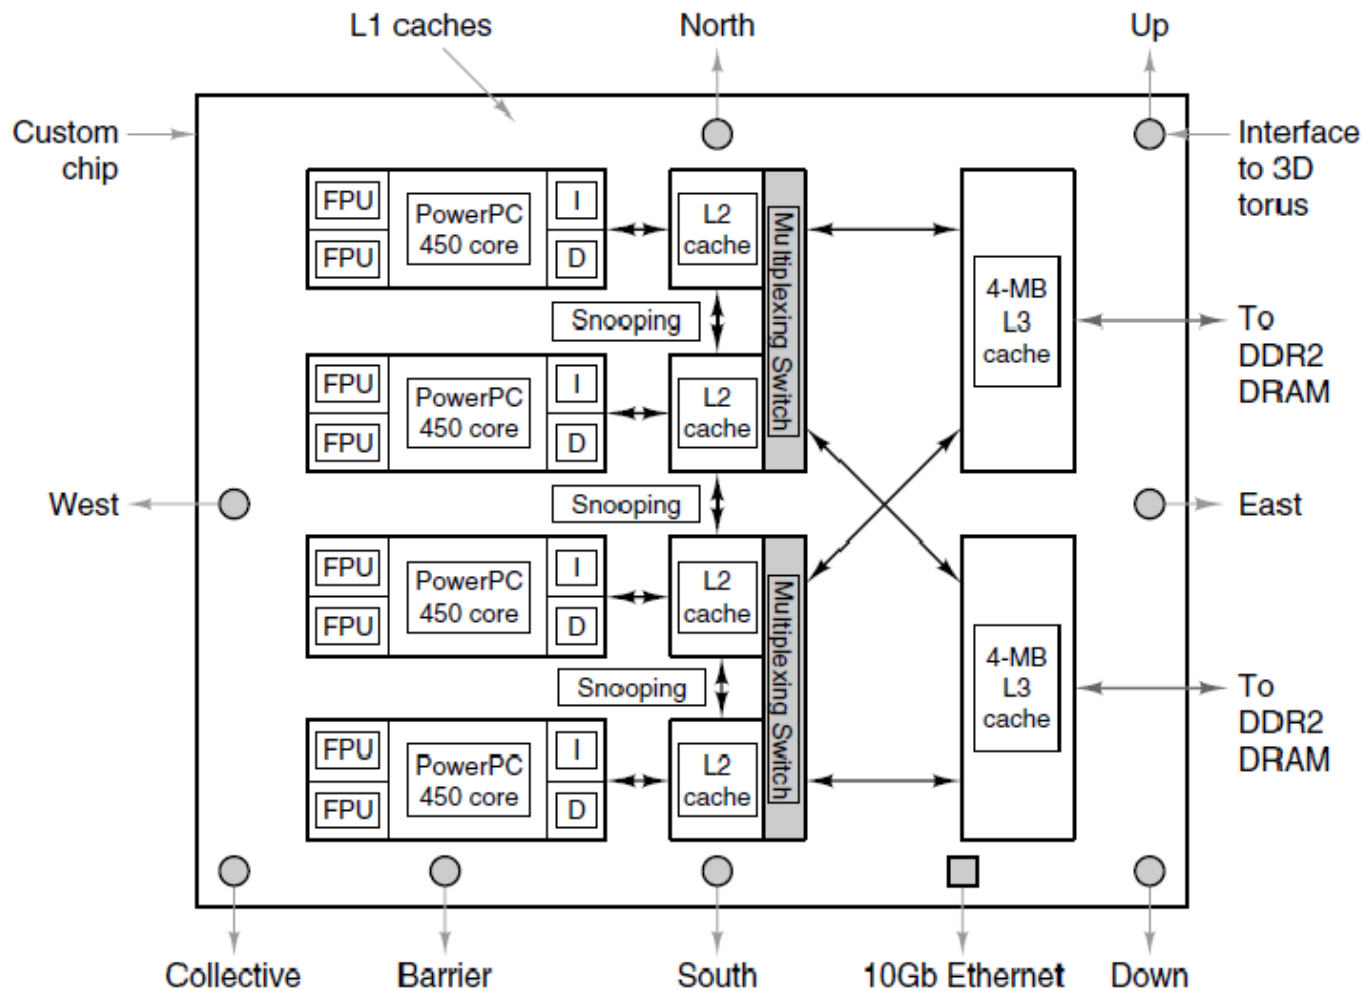 L1 caches
North
Up
Custom
chip
Interface
to 3D
torus
FPU
FPU
PowerPC
450 core
I
D
L2
cache
Multiplexing Switch
4-MB
L3
cache
Snooping
To
DDR2
DRAM
FPU
FPU
PowerPC
450 core
I
D
L2
cache
West
Snooping
East
FPU
FPU
PowerPC
450 core
I
D
L2
cache
Multiplexing Switch
4-MB
L3
cache
Snooping
To
DDR2
DRAM
FPU
FPU
PowerPC
450 core
I
D
L2
cache
Collective
Barrier
South
10Gb Ethernet
Down